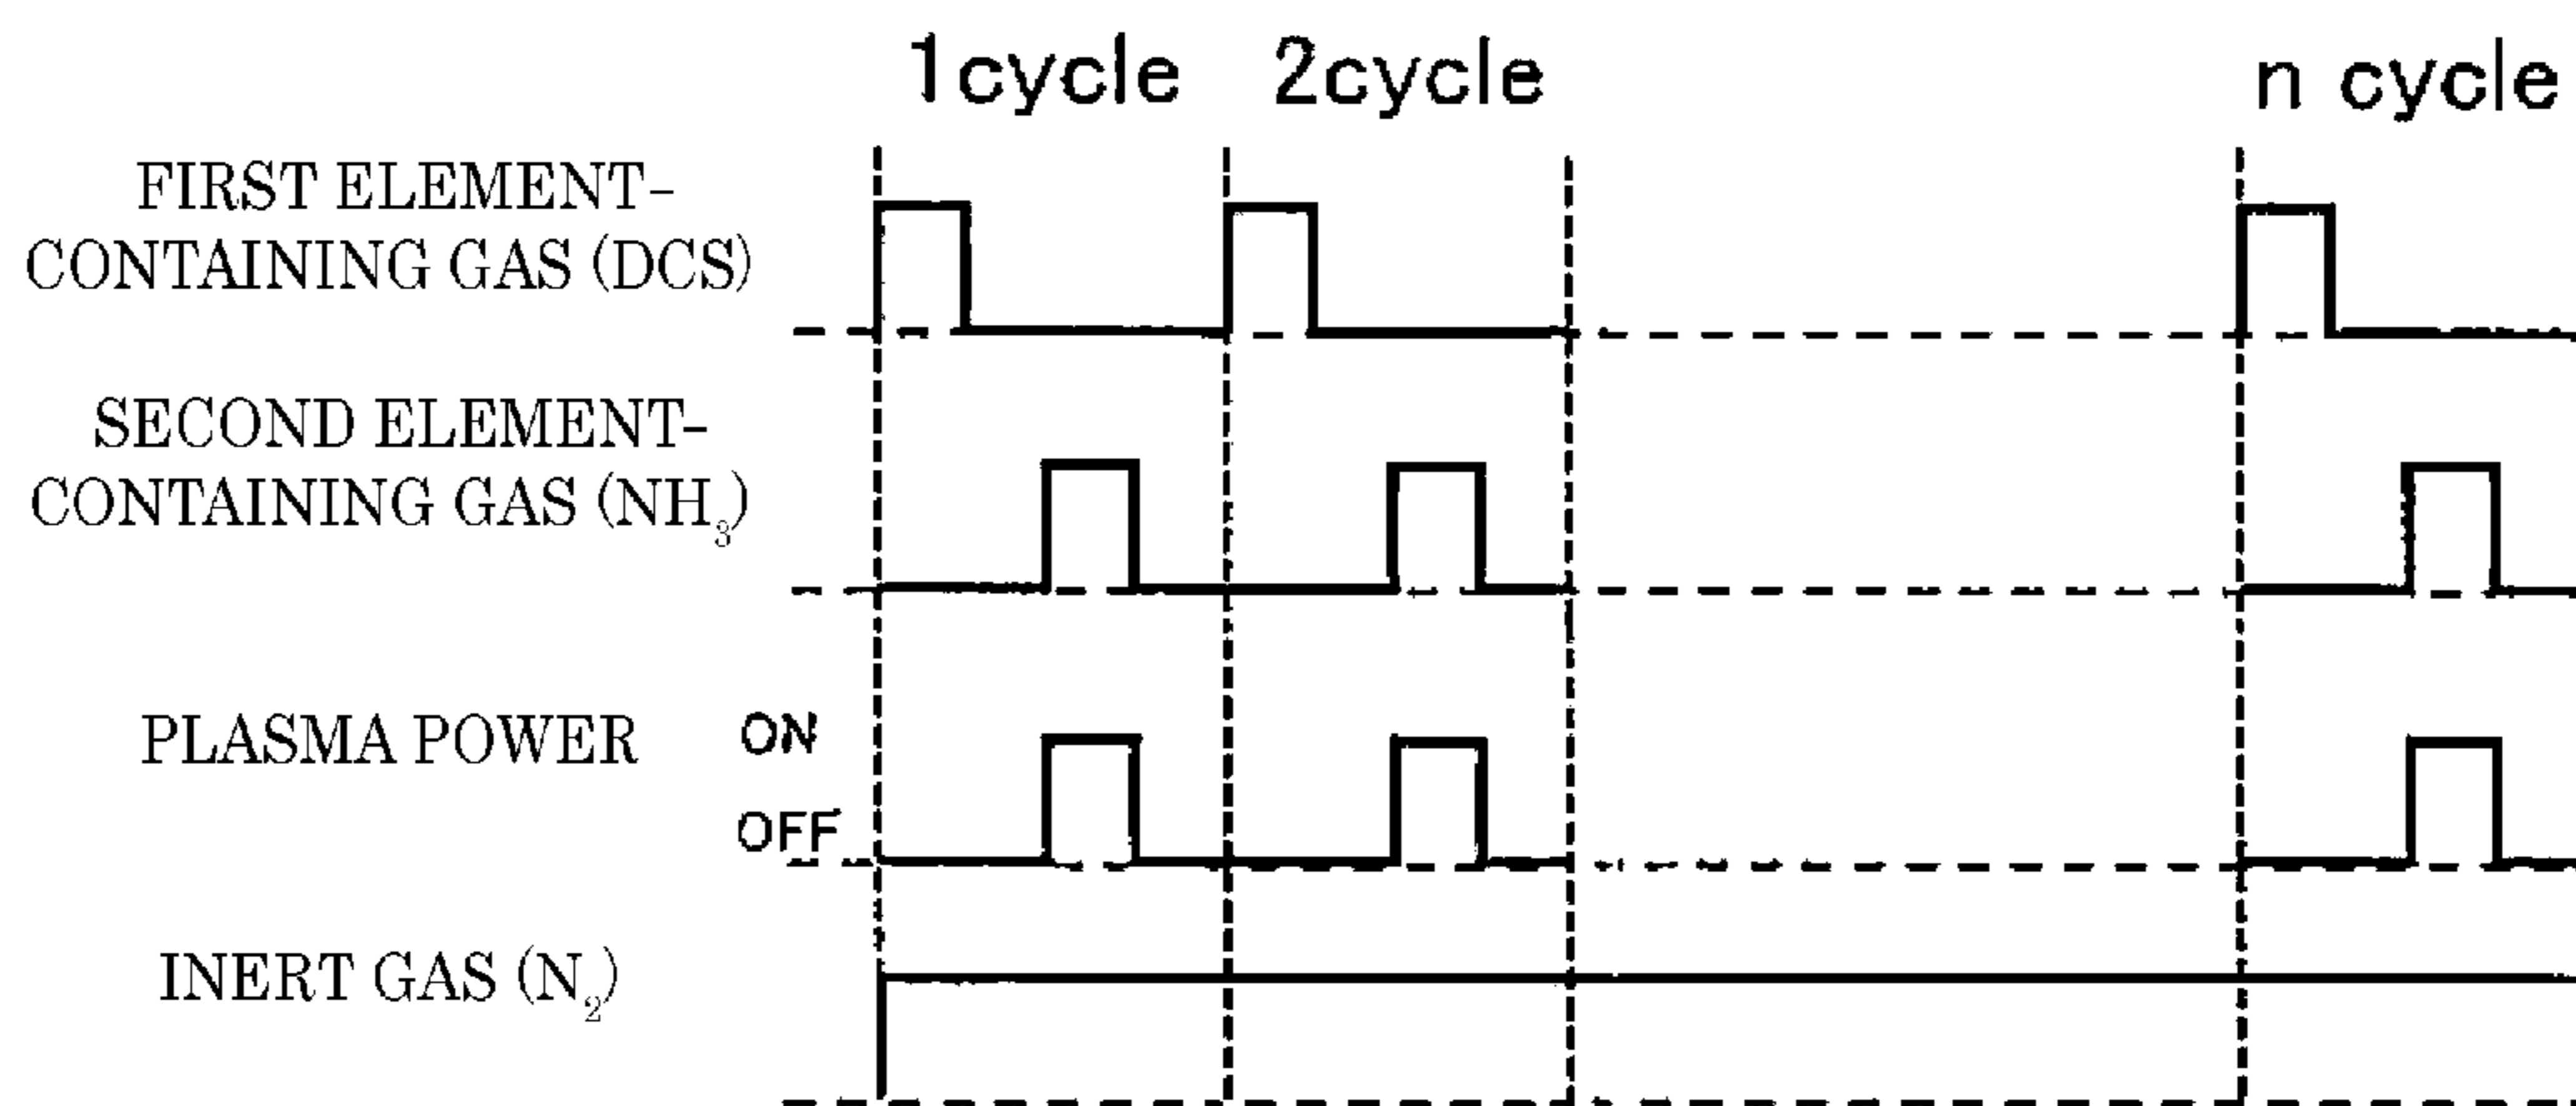 1cycle 2cycle n cycle
FIRST ELEMENT-
CONTAINING GAS (DCS)
SECOND ELEMENT-
CONTAINING GAS (NH₃)
PLASMA POWER ON
OFF
INERT GAS (N₂)